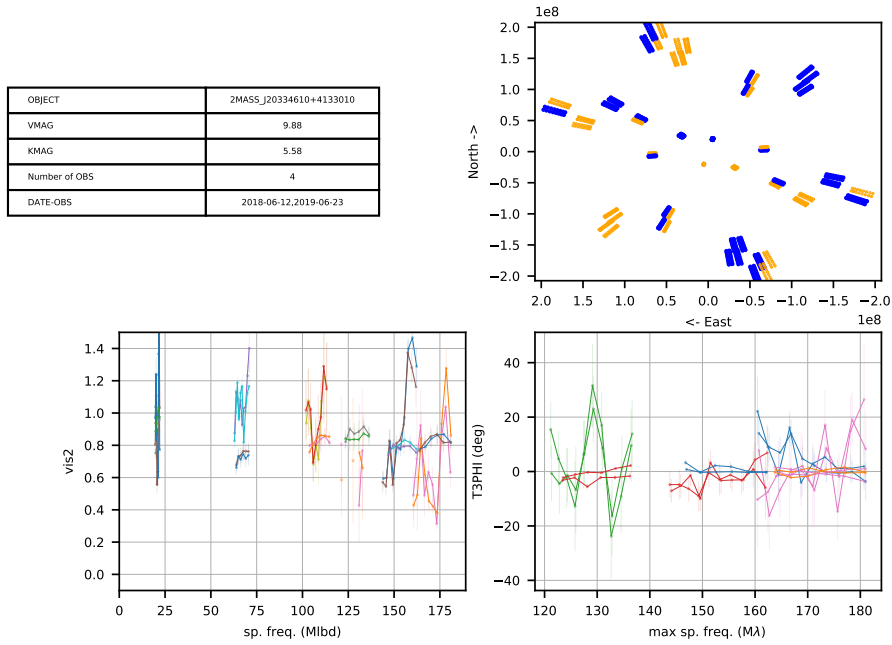 OBJECT 2MASS_J20334610+4133010
VMAG 9.88
KMAG 5.58
Number of OBS 4
DATE-OBS 2018-06-12,2019-06-23
1e8
2.0
1.5
1.0
0.5
0.0
−0.5
−1.0
−1.5
−2.0
North ->
2.0 1.5 1.0 0.5 0.0 −0.5 −1.0 −1.5 −2.0
<- East
1e8
1.4
1.2
1.0
0.8
0.6
0.4
0.2
0.0
vis2
0 25 50 75 100 125 150 175
sp. freq. (Mlbd)
40
20
0
−20
−40
T3PHI (deg)
120 130 140 150 160 170 180
max sp. freq. (Mλ)